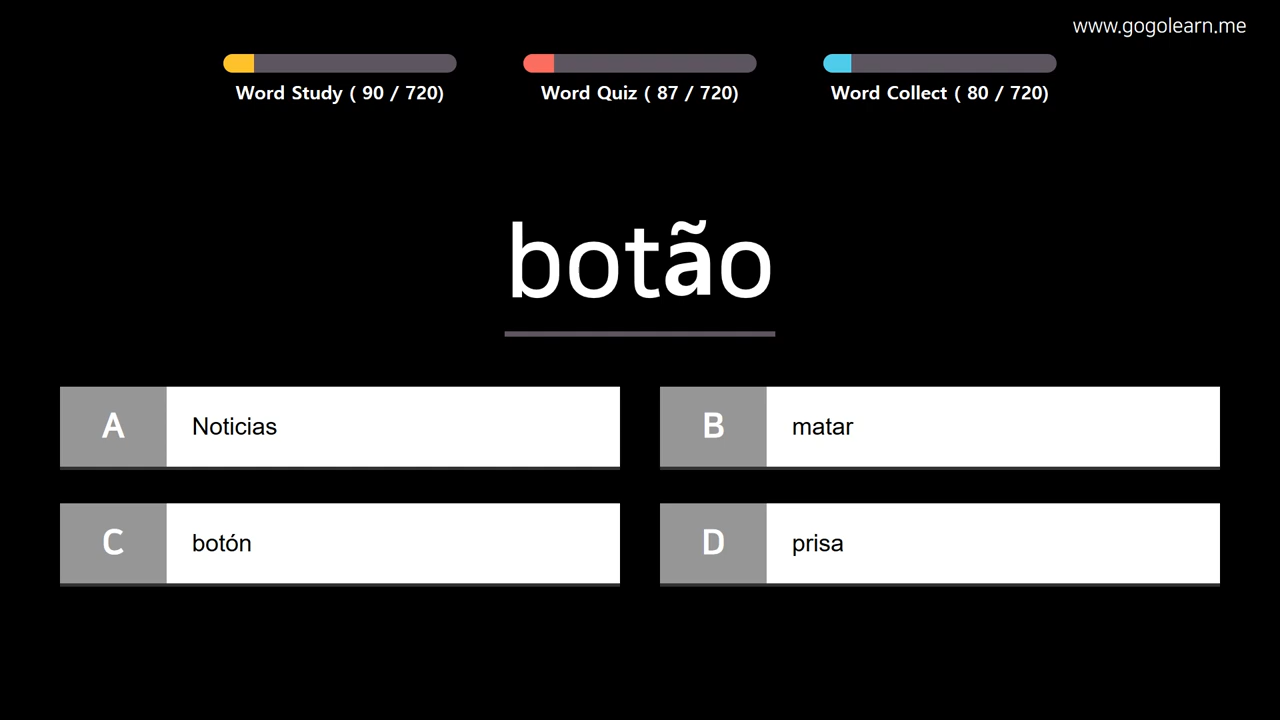 www.gogolearn.me
Word Study ( 90 / 720)
Word Quiz ( 87 / 720)
Word Collect ( 80 / 720)
botão
A Noticias
B matar
C botón
D prisa